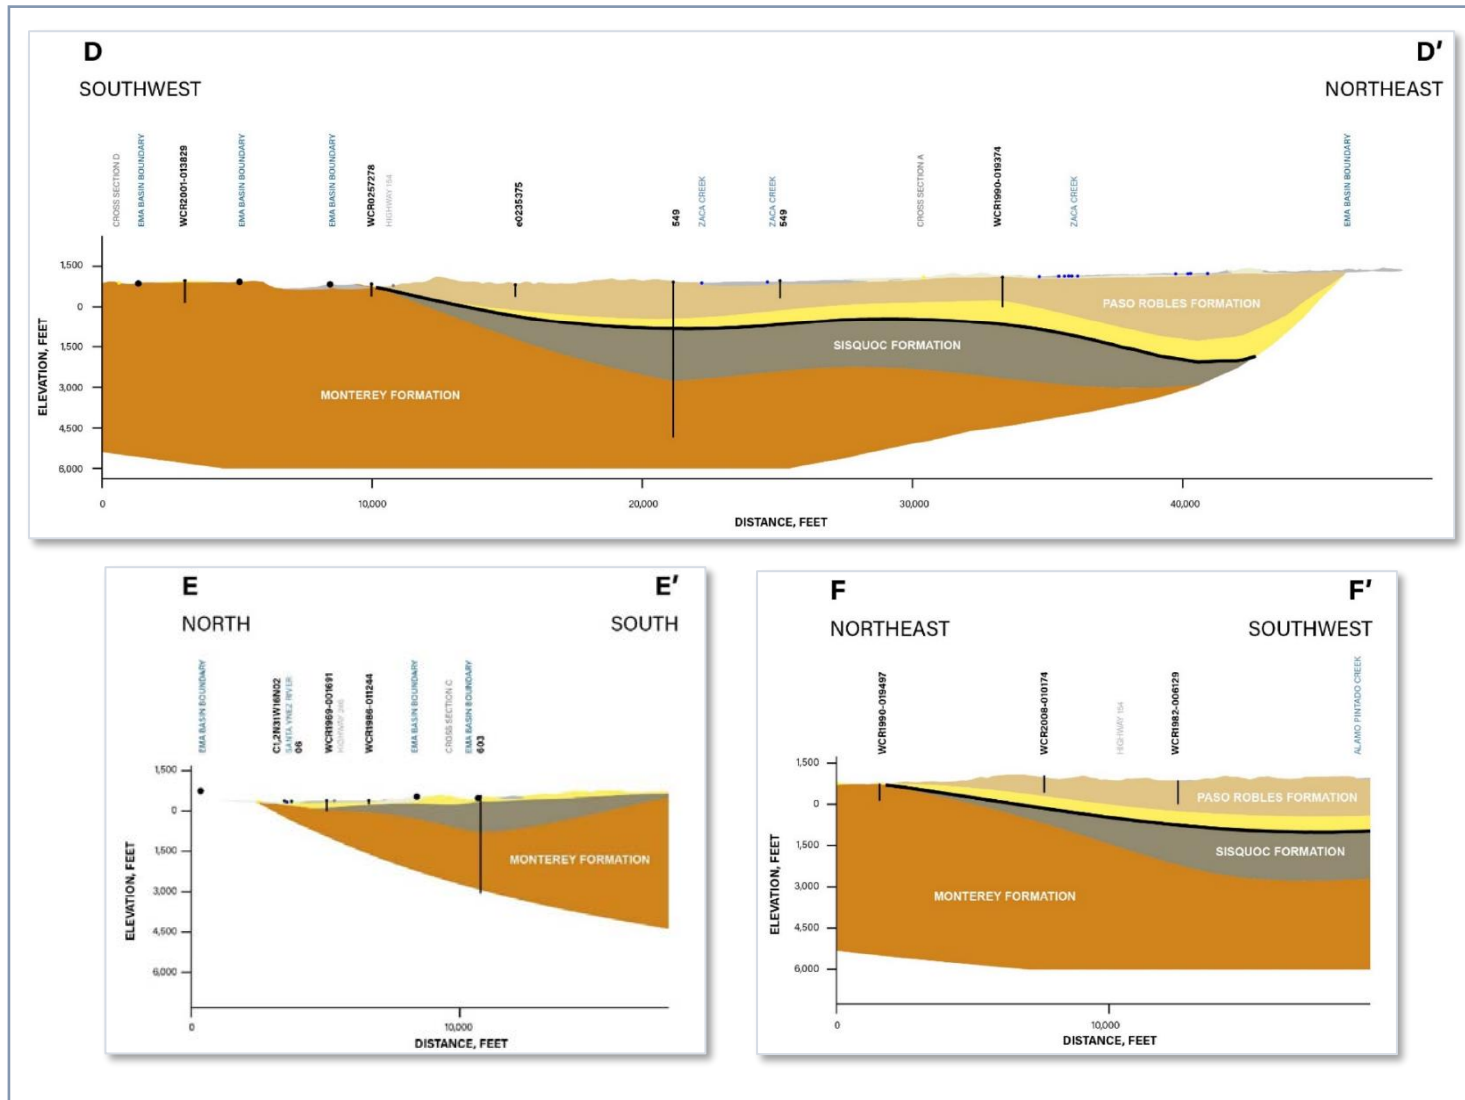 D
D'
SOUTHWEST
NORTHEAST
CROSS SECTION D
EMA BASIN BOUNDARY
WCR2001-013829
EMA BASIN BOUNDARY
EMA BASIN BOUNDARY
WCR0257278
HIGHWAY 154
e0235375
549
ZACA CREEK
ZACA CREEK
549
CROSS SECTION A
WCR1990-019374
ZACA CREEK
EMA BASIN BOUNDARY
ELEVATION, FEET
1,500
0
1,500
3,000
4,500
6,000
PASO ROBLES FORMATION
SISQUOC FORMATION
MONTEREY FORMATION
0
10,000
20,000
30,000
40,000
DISTANCE, FEET
E
E'
NORTH
SOUTH
EMA BASIN BOUNDARY
SANTA YNEZ RIVER
06
WCR1969-001691
WCR1986-011244
EMA BASIN BOUNDARY
CROSS SECTION C
EMA BASIN BOUNDARY
603
ELEVATION, FEET
1,500
0
1,500
3,000
4,500
6,000
MONTEREY FORMATION
0
10,000
DISTANCE, FEET
F
F'
NORTHEAST
SOUTHWEST
WCR1990-019497
WCR2008-010174
HIGHWAY 154
WCR1982-006129
ALAMO PINTADO CREEK
ELEVATION, FEET
1,500
0
1,500
3,000
4,500
6,000
PASO ROBLES FORMATION
SISQUOC FORMATION
MONTEREY FORMATION
0
10,000
DISTANCE, FEET